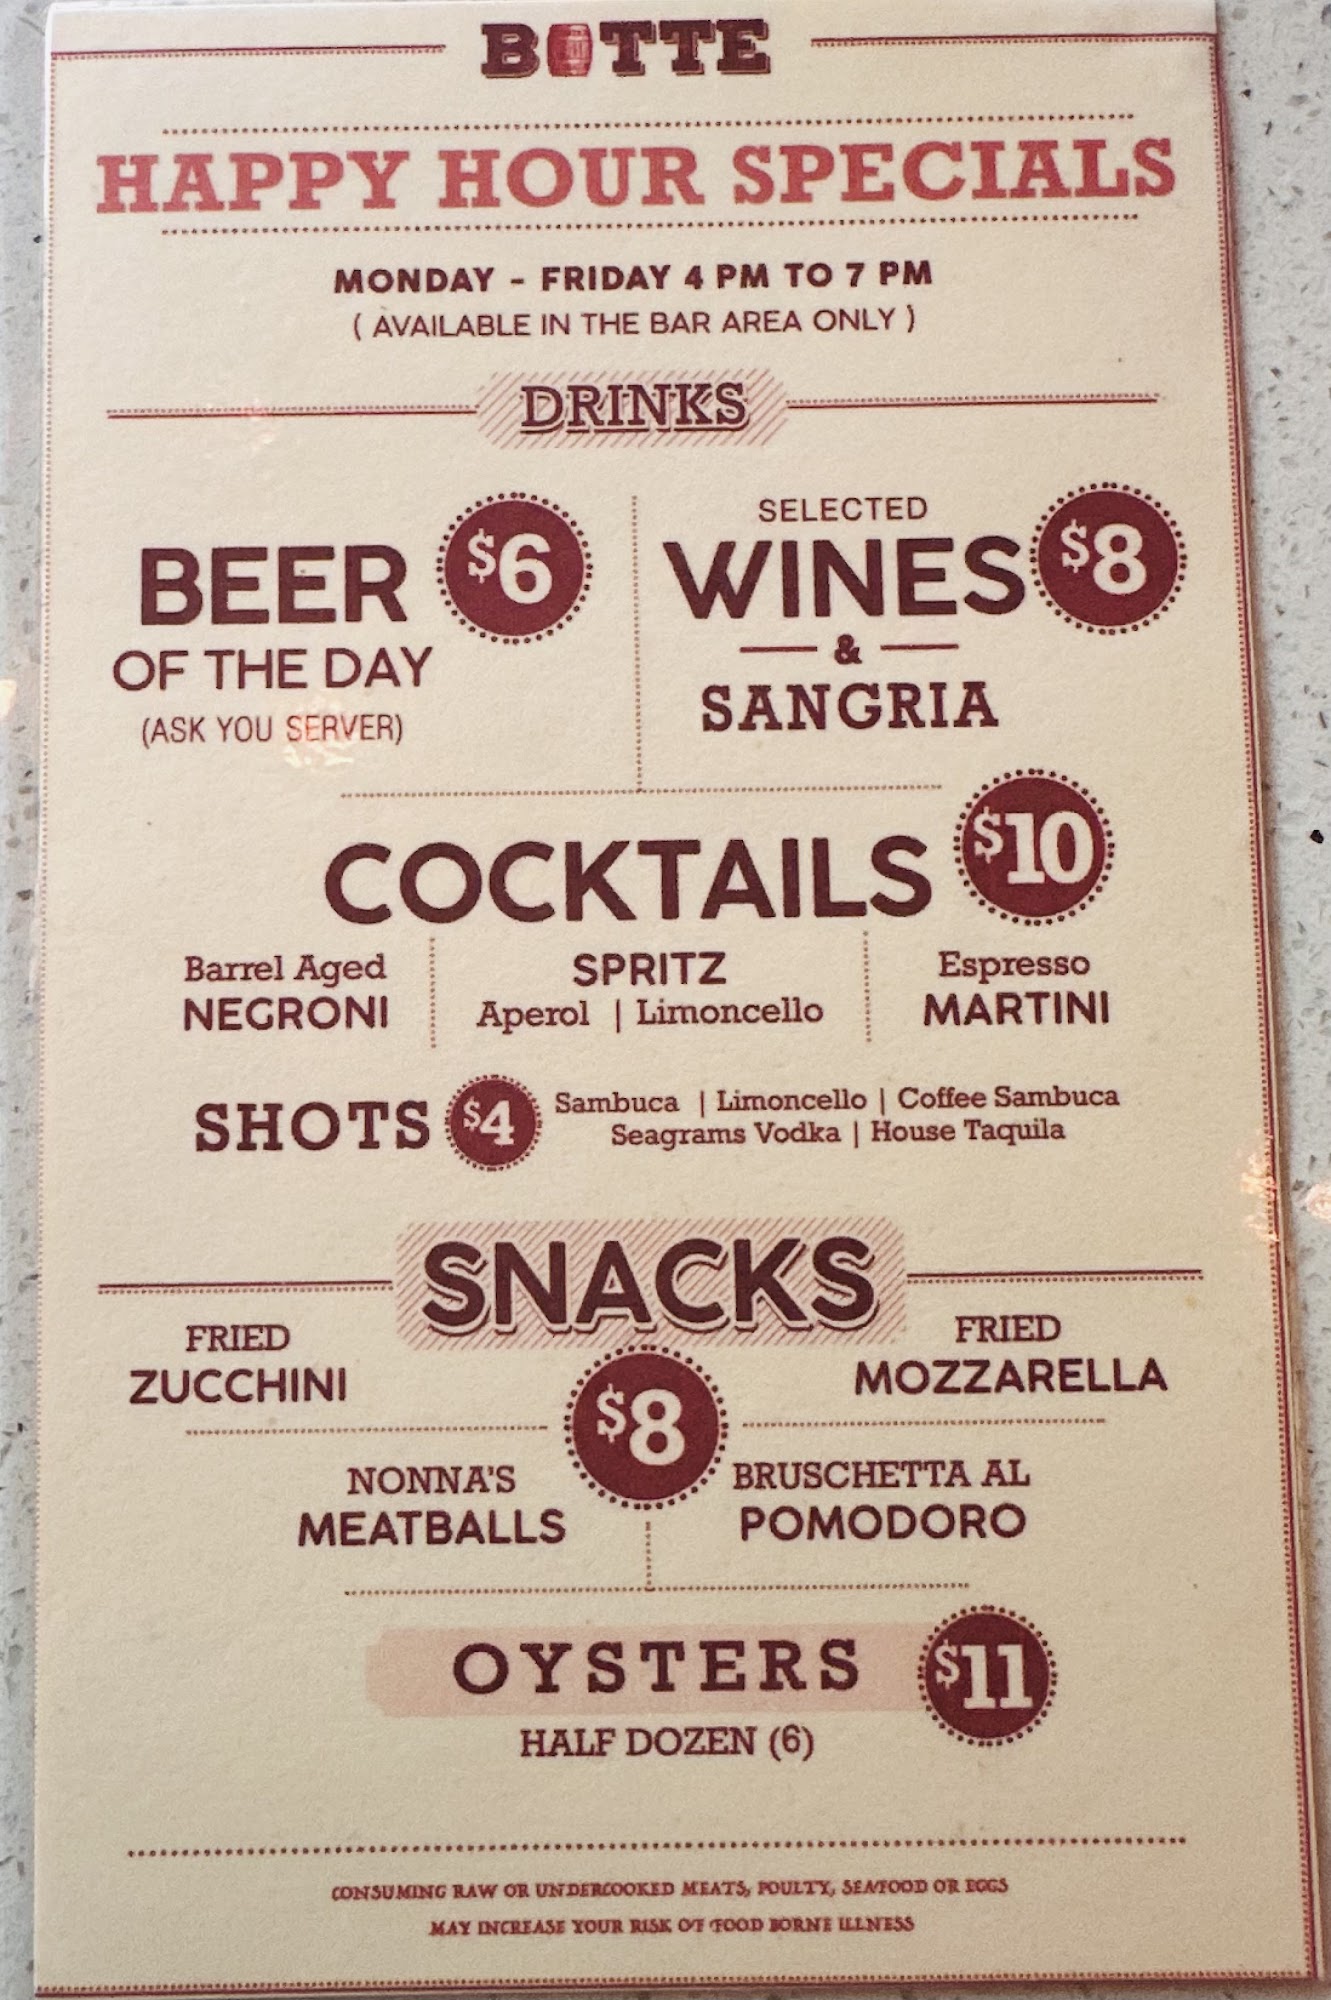 BOTTE
HAPPY HOUR SPECIALS
MONDAY - FRIDAY 4 PM TO 7 PM
( AVAILABLE IN THE BAR AREA ONLY )
DRINKS
BEER $6
OF THE DAY
(ASK YOU SERVER)
SELECTED
WINES $8
&
SANGRIA
COCKTAILS $10
Barrel Aged
NEGRONI
SPRITZ
Aperol | Limoncello
Espresso
MARTINI
SHOTS $4
Sambuca | Limoncello | Coffee Sambuca
Seagrams Vodka | House Taquila
SNACKS
$8
FRIED
ZUCCHINI
FRIED
MOZZARELLA
NONNA'S
MEATBALLS
BRUSCHETTA AL
POMODORO
OYSTERS $11
HALF DOZEN (6)
CONSUMING RAW OR UNDERCOOKED MEATS, POULTY, SEAFOOD OR EGGS
MAY INCREASE YOUR RISK OF FOOD BORNE ILLNESS